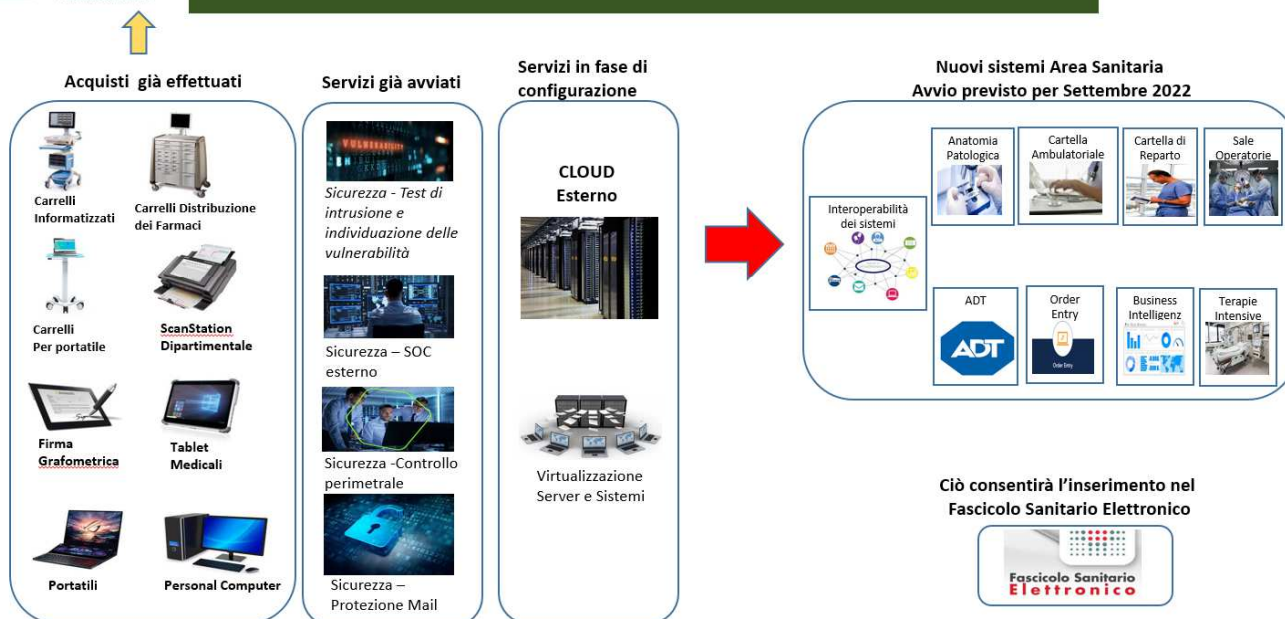 Acquisti già effettuati
Carrelli
Informatizzati
Carrelli Distribuzione
dei Farmaci
Carrelli
Per portatile
ScanStation
Dipartimentale
Firma
Grafometrica
Tablet
Medicali
Portatili
Personal Computer
Servizi già avviati
VULNERABILITY
Sicurezza - Test di
intrusione e
individuazione delle
vulnerabilità
Sicurezza – SOC
esterno
Sicurezza -Controllo
perimetrale
Sicurezza –
Protezione Mail
Servizi in fase di
configurazione
CLOUD
Esterno
Virtualizzazione
Server e Sistemi
Nuovi sistemi Area Sanitaria
Avvio previsto per Settembre 2022
Interoperabilità
dei sistemi
Anatomia
Patologica
Cartella
Ambulatoriale
Cartella di
Reparto
Sale
Operatorie
ADT
ADT
Order
Entry
Order Entry
Business
Intelligenz
Terapie
Intensive
Ciò consentirà l’inserimento nel
Fascicolo Sanitario Elettronico
Fascicolo Sanitario
Elettronico